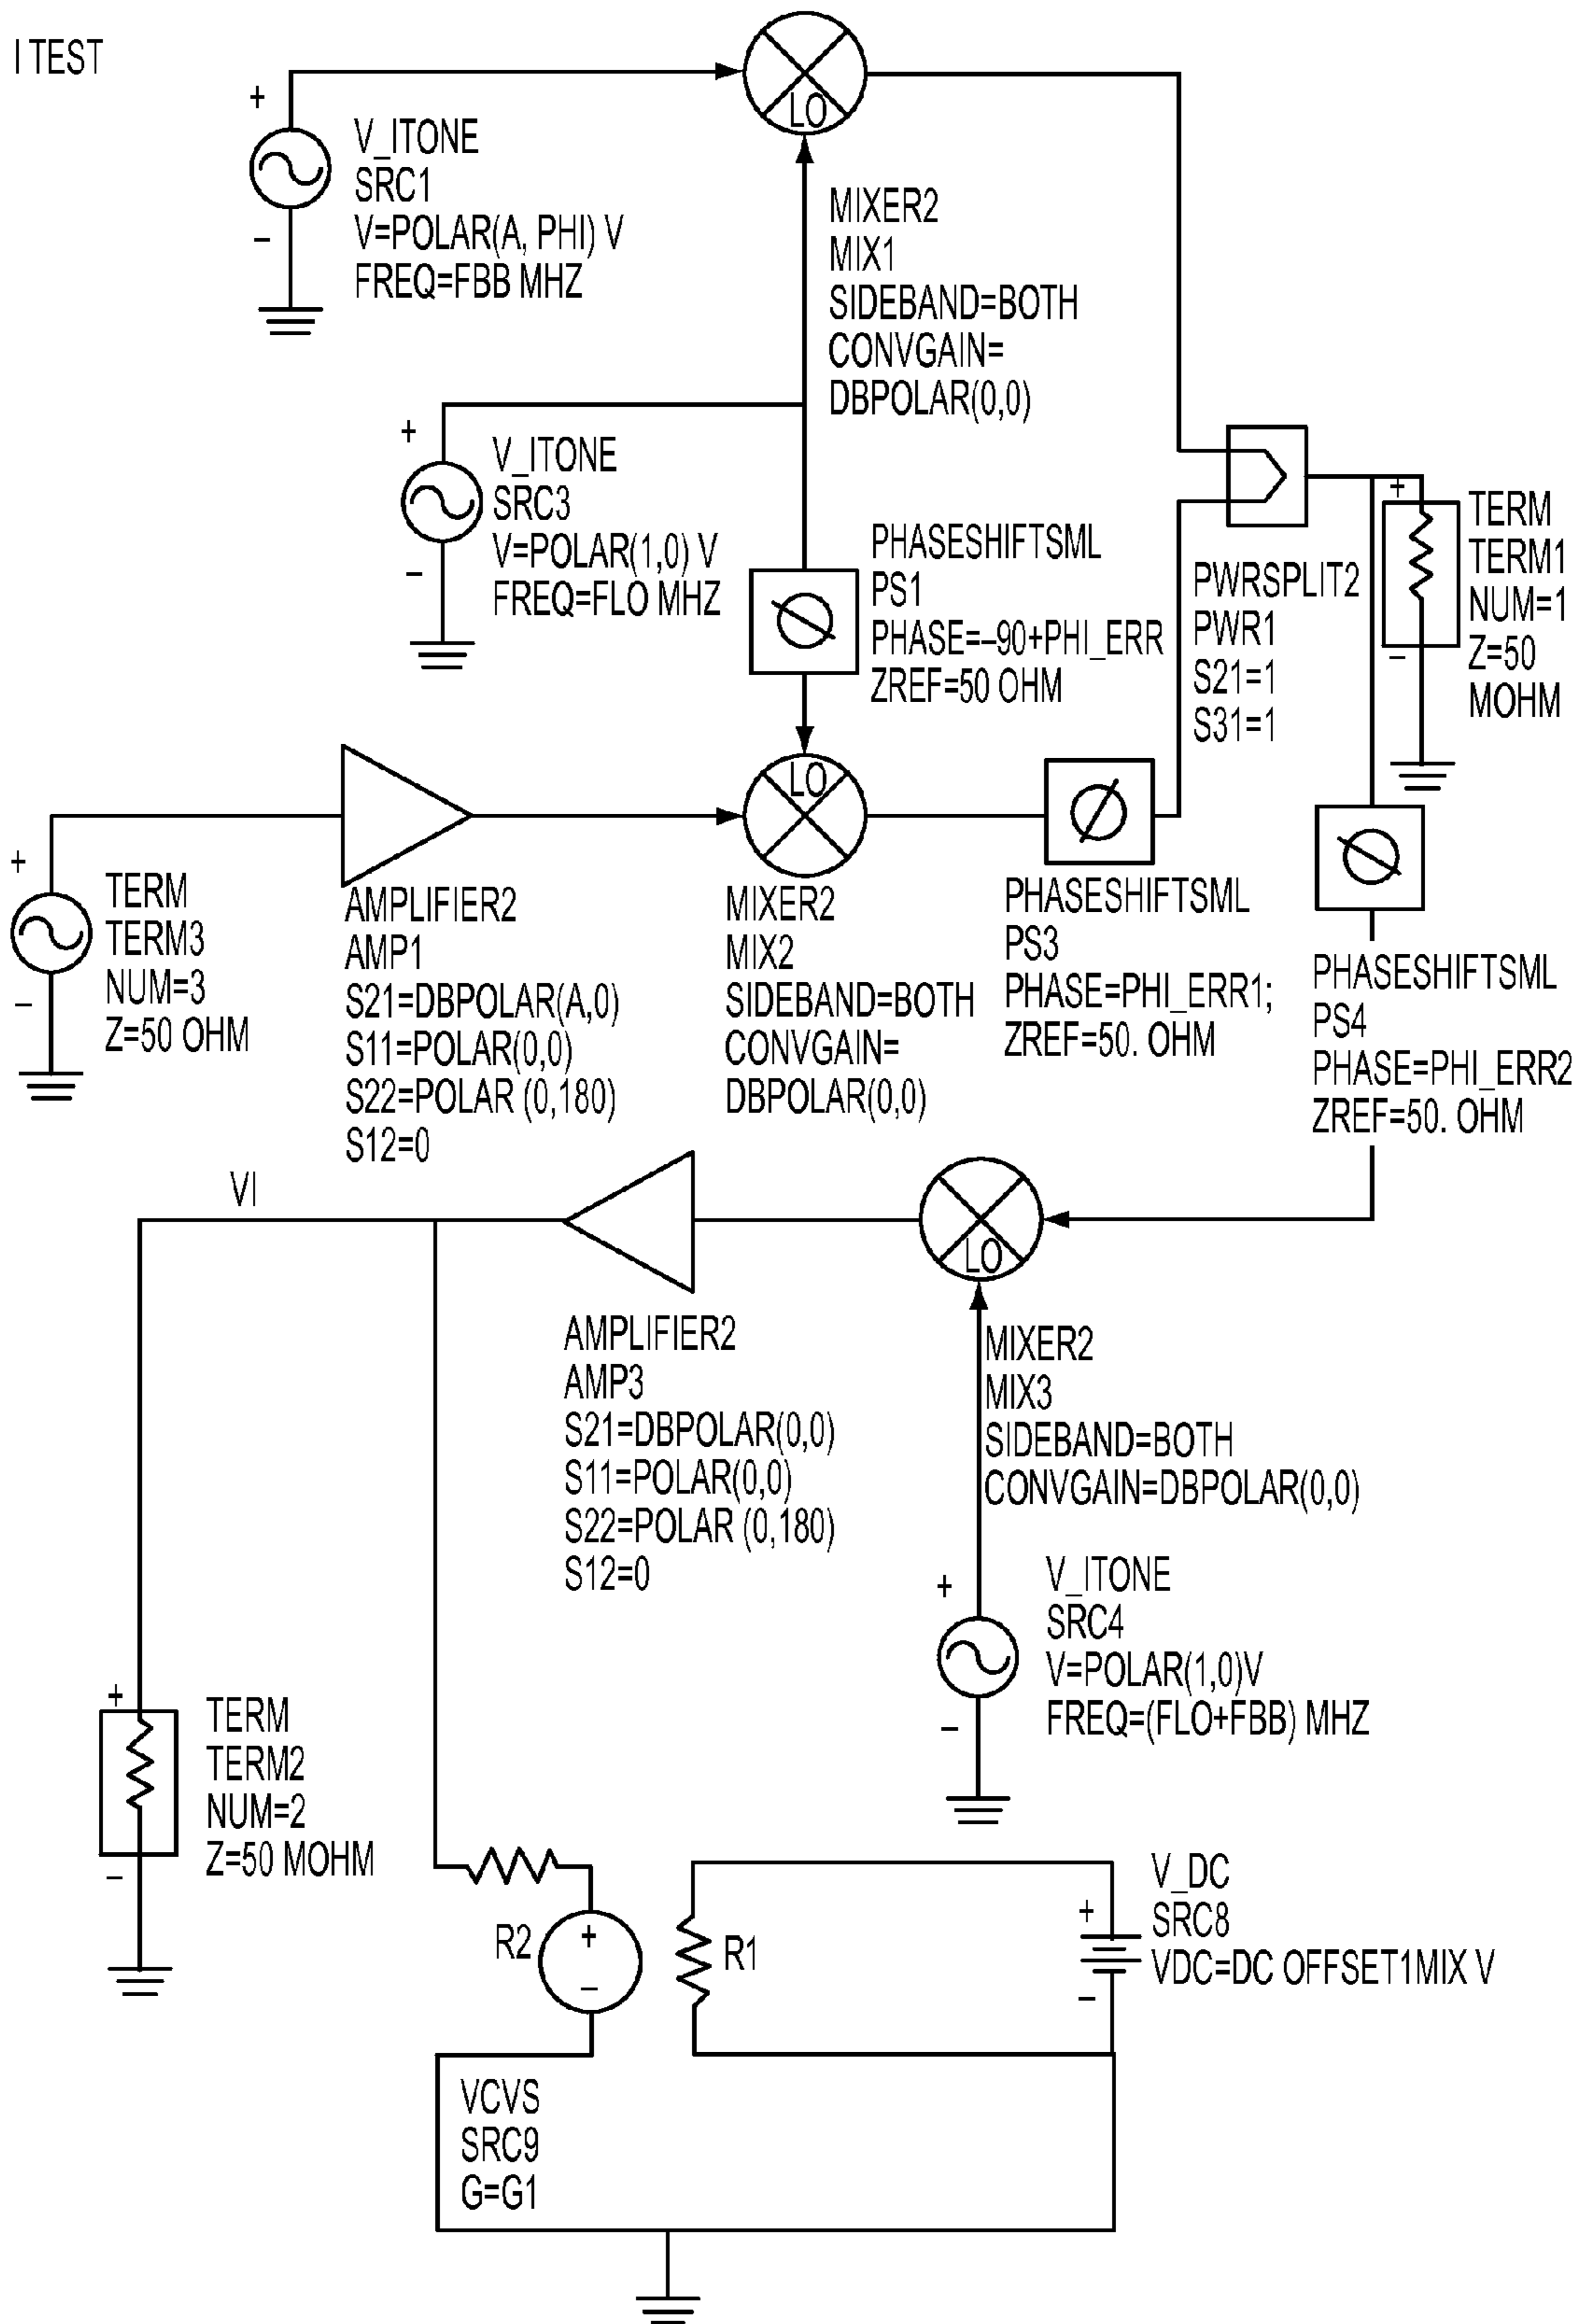 I TEST
+
V_ITONE
SRC1
V=POLAR(A, PHI) V
FREQ=FBB MHZ
–
LO
MIXER2
MIX1
SIDEBAND=BOTH
CONVGAIN=
DBPOLAR(0,0)
+
V_ITONE
SRC3
V=POLAR(1,0) V
FREQ=FLO MHZ
–
PHASESHIFTSML
PS1
PHASE=–90+PHI_ERR
ZREF=50 OHM
PWRSPLIT2
PWR1
S21=1
S31=1
+
TERM
TERM1
NUM=1
Z=50
MOHM
–
+
TERM
TERM3
NUM=3
Z=50 OHM
–
AMPLIFIER2
AMP1
S21=DBPOLAR(A,0)
S11=POLAR(0,0)
S22=POLAR (0,180)
S12=0
LO
MIXER2
MIX2
SIDEBAND=BOTH
CONVGAIN=
DBPOLAR(0,0)
PHASESHIFTSML
PS3
PHASE=PHI_ERR1;
ZREF=50. OHM
PHASESHIFTSML
PS4
PHASE=PHI_ERR2
ZREF=50. OHM
VI
AMPLIFIER2
AMP3
S21=DBPOLAR(0,0)
S11=POLAR(0,0)
S22=POLAR (0,180)
S12=0
LO
MIXER2
MIX3
SIDEBAND=BOTH
CONVGAIN=DBPOLAR(0,0)
+
V_ITONE
SRC4
V=POLAR(1,0)V
FREQ=(FLO+FBB) MHZ
–
+
TERM
TERM2
NUM=2
Z=50 MOHM
–
R2
+
–
R1
+
V_DC
SRC8
VDC=DC OFFSET1MIX V
–
VCVS
SRC9
G=G1